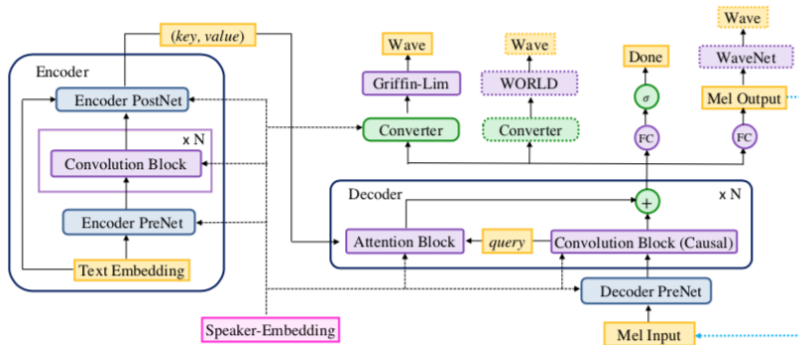 Wave
(key, value)
Wave
Wave
Done
WaveNet
Encoder
Griffin-Lim
WORLD
Encoder PostNet
σ
Mel Output
Converter
Converter
x N
FC
FC
Convolution Block
Decoder
x N
+
Encoder PreNet
Attention Block
query
Convolution Block (Causal)
Text Embedding
Decoder PreNet
Speaker-Embedding
Mel Input